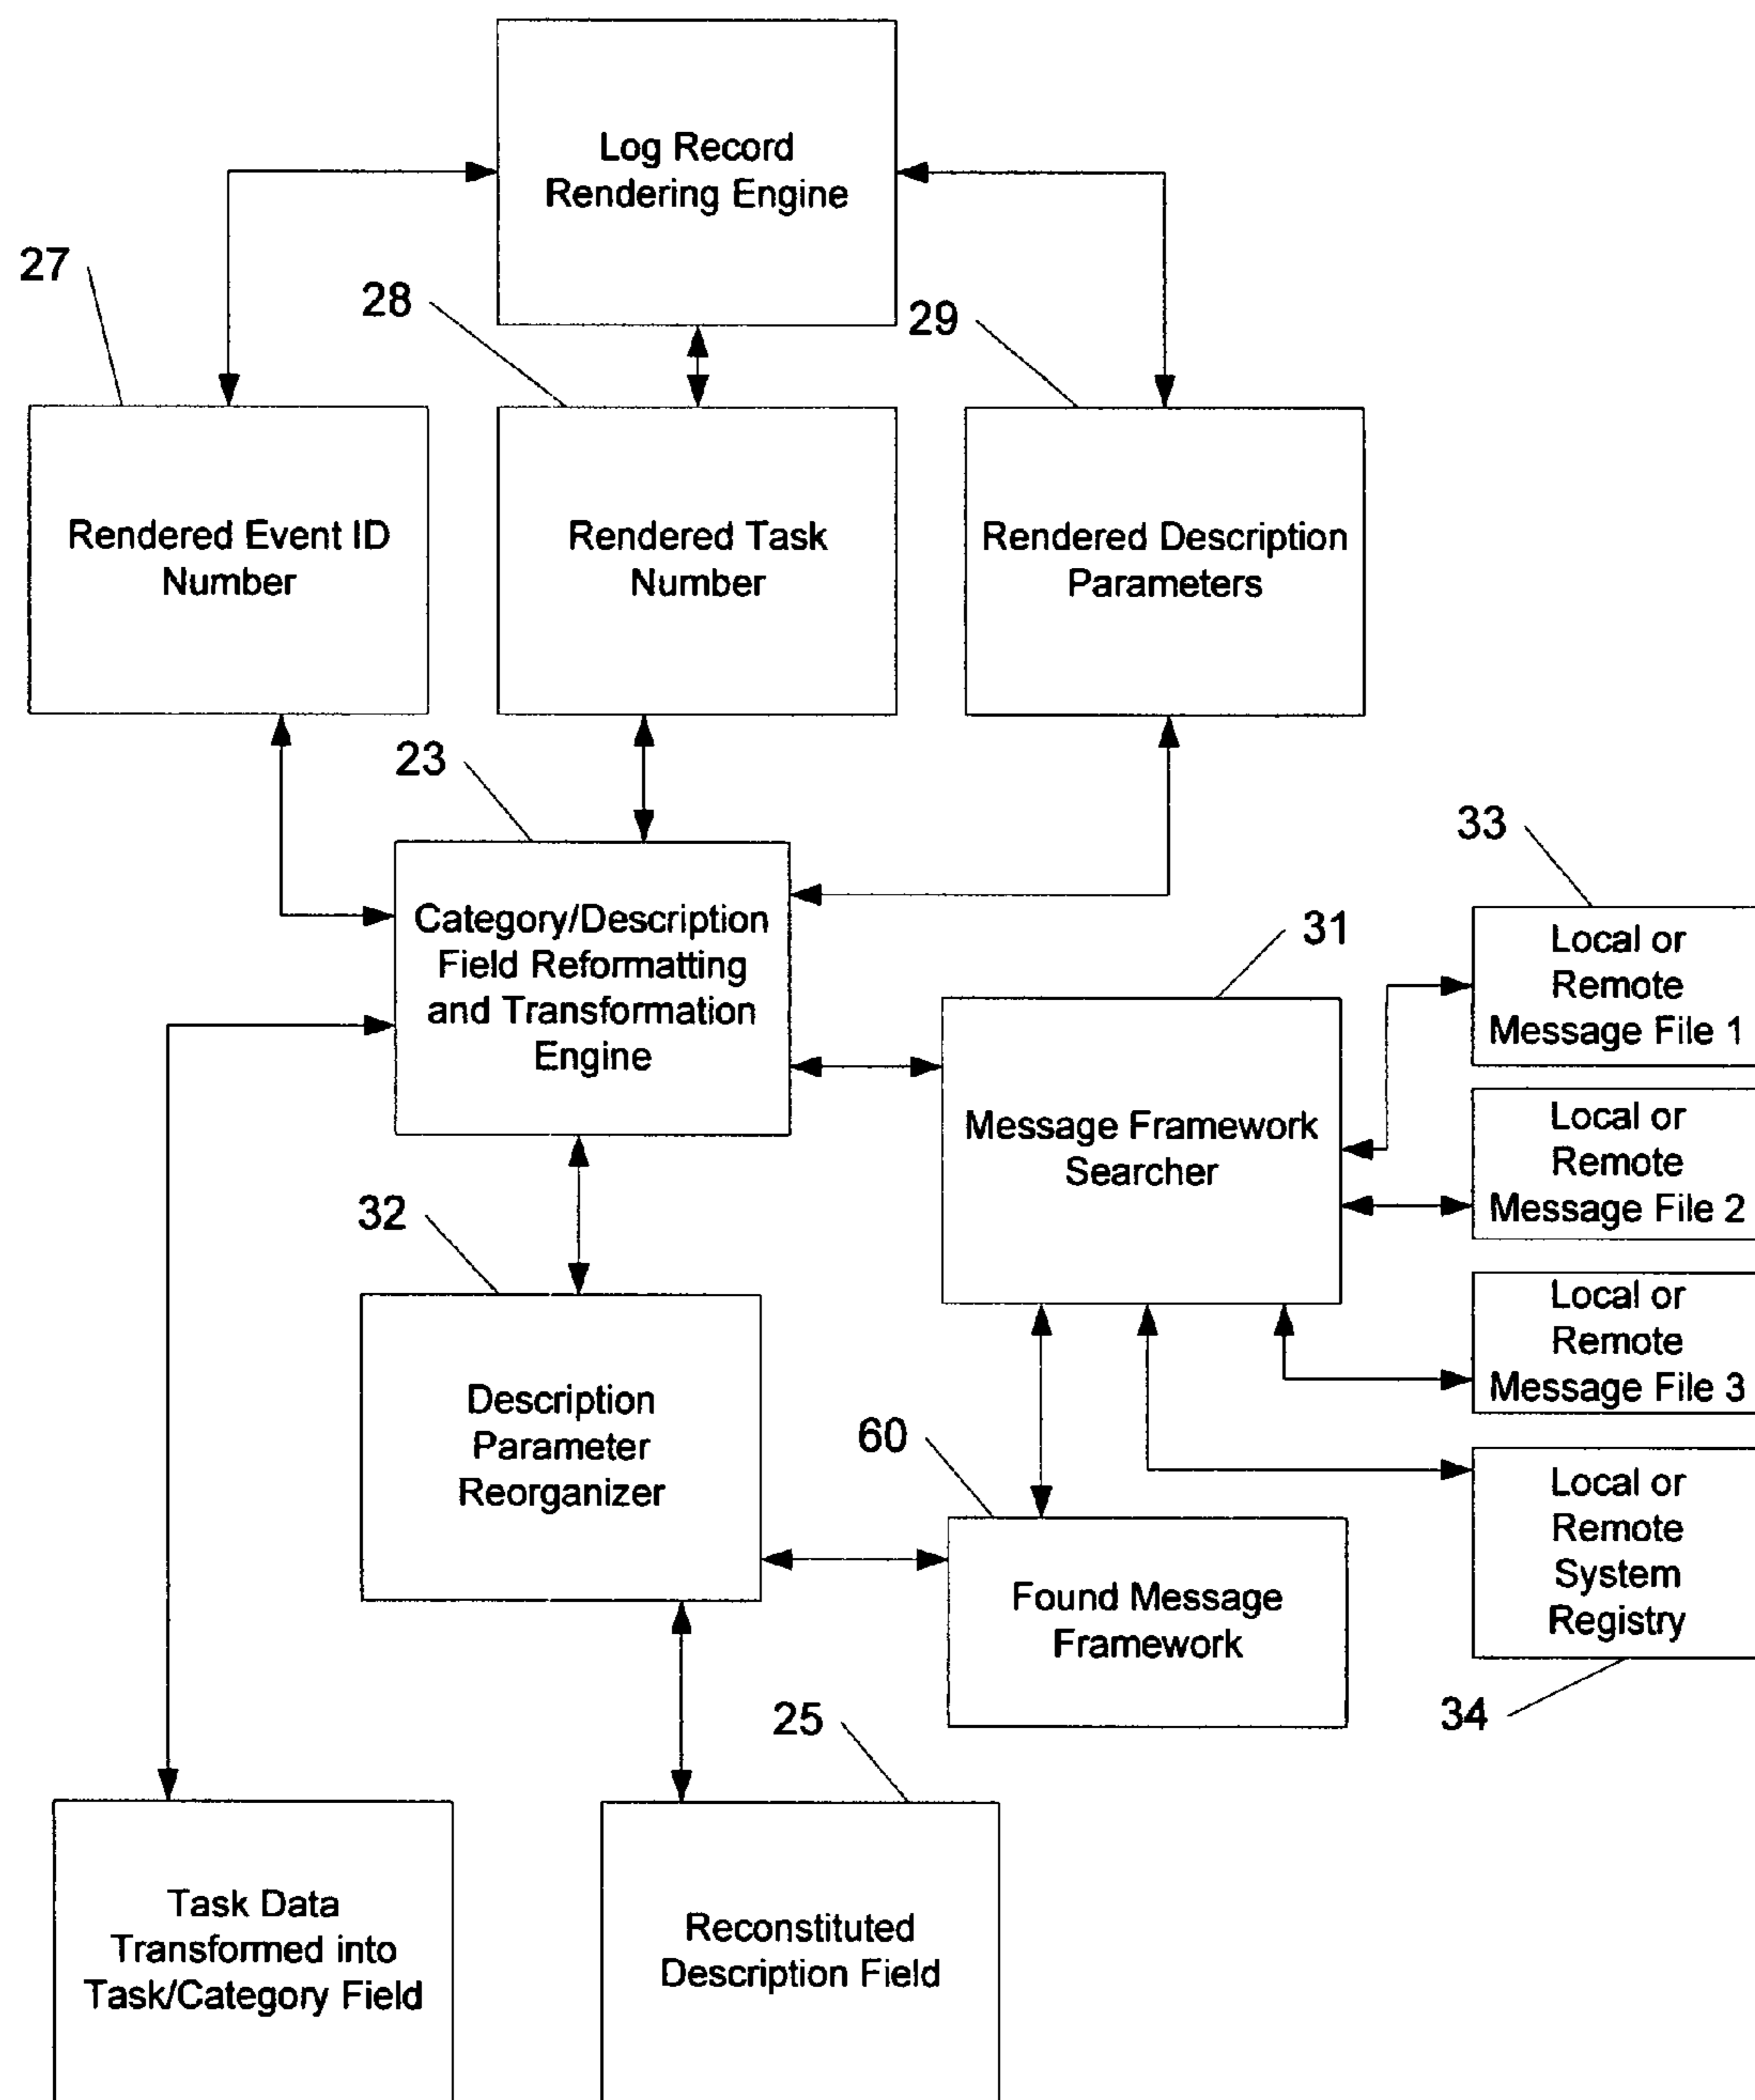 Log Record
Rendering Engine
27
28
29
Rendered Event ID
Number
Rendered Task
Number
Rendered Description
Parameters
23
33
Category/Description
Field Reformatting
and Transformation
Engine
31
Local or
Remote
Message File 1
Message Framework
Searcher
Local or
Remote
Message File 2
32
Local or
Remote
Message File 3
Description
Parameter
Reorganizer
60
Local or
Remote
System
Registry
Found Message
Framework
34
25
Task Data
Transformed into
Task/Category Field
Reconstituted
Description Field